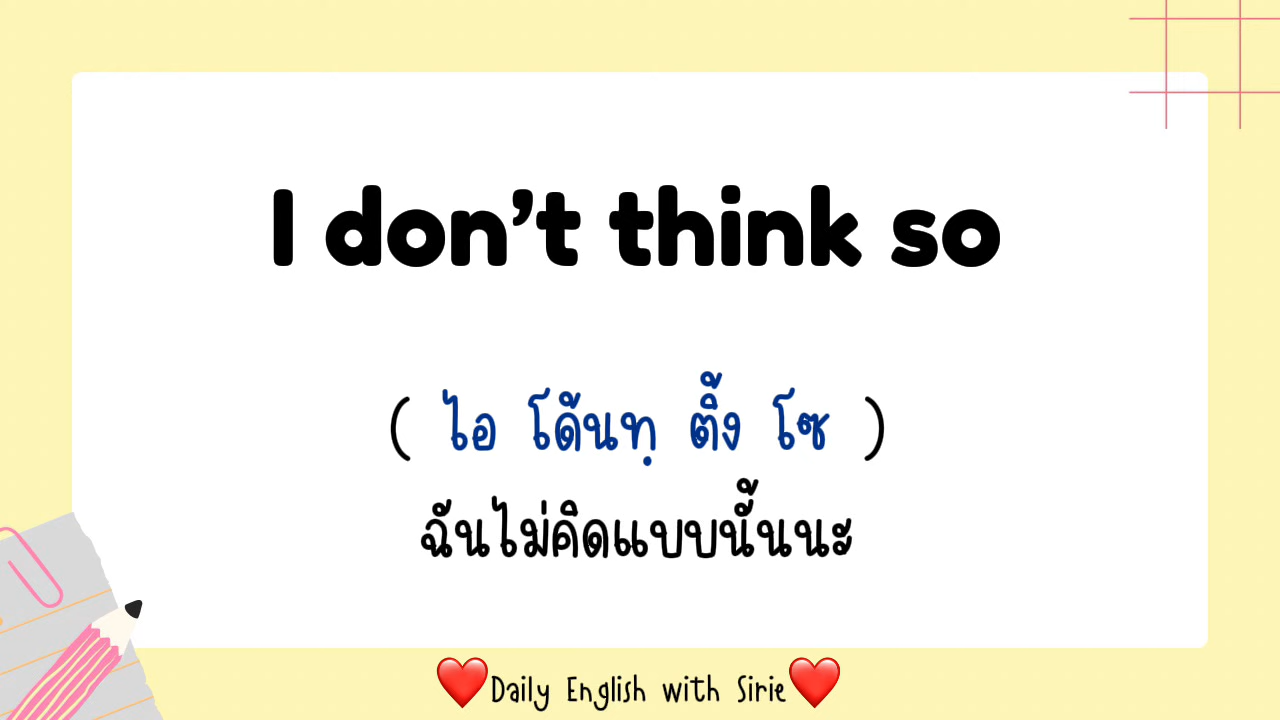 I don’t think so
( ไอ โด้นทฺ ติ้ง โซ )
ฉันไม่คิดแบบนั้นนะ
❤️Daily English with Sirie❤️